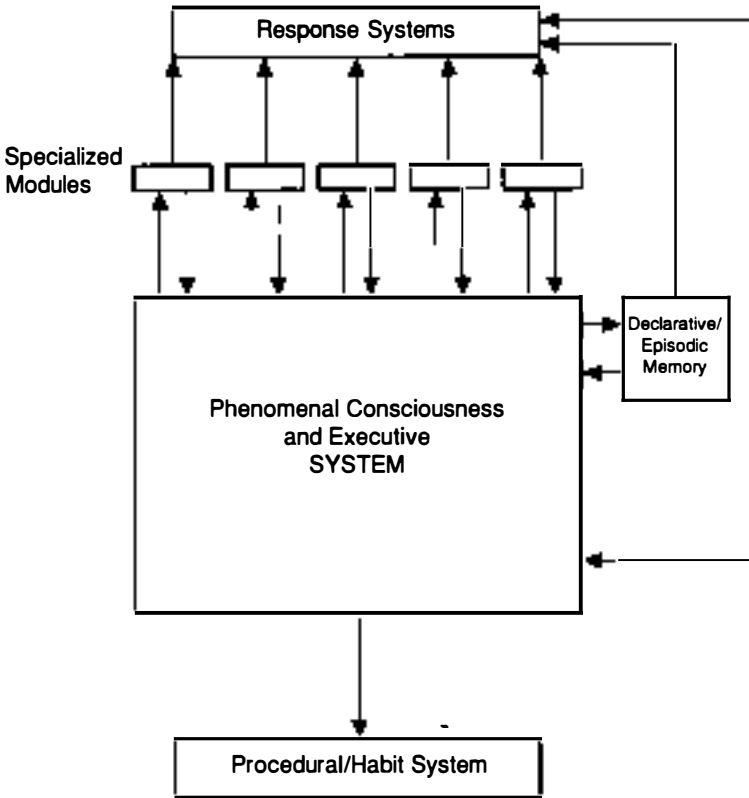 Response Systems
Specialized
Modules
Declarative/
Episodic
Memory
Phenomenal Consciousness
and Executive
SYSTEM
Procedural/Habit System